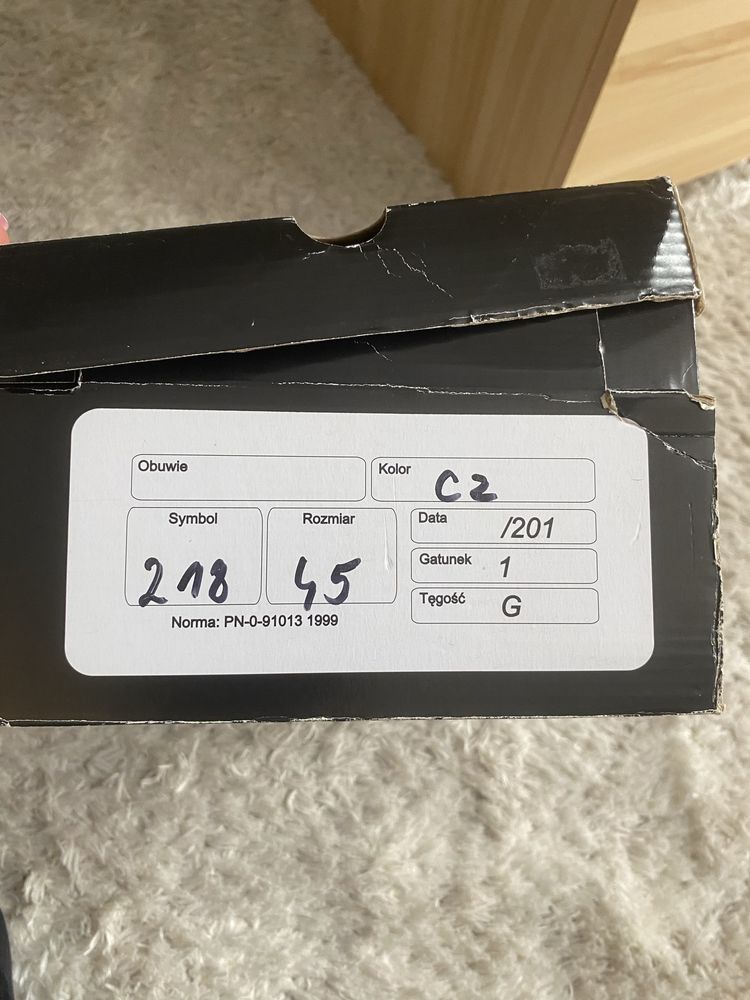 Obuwie
Kolor cz
Symbol 218
Rozmiar 45
Data /201
Gatunek 1
Tęgość G
Norma: PN-0-91013 1999